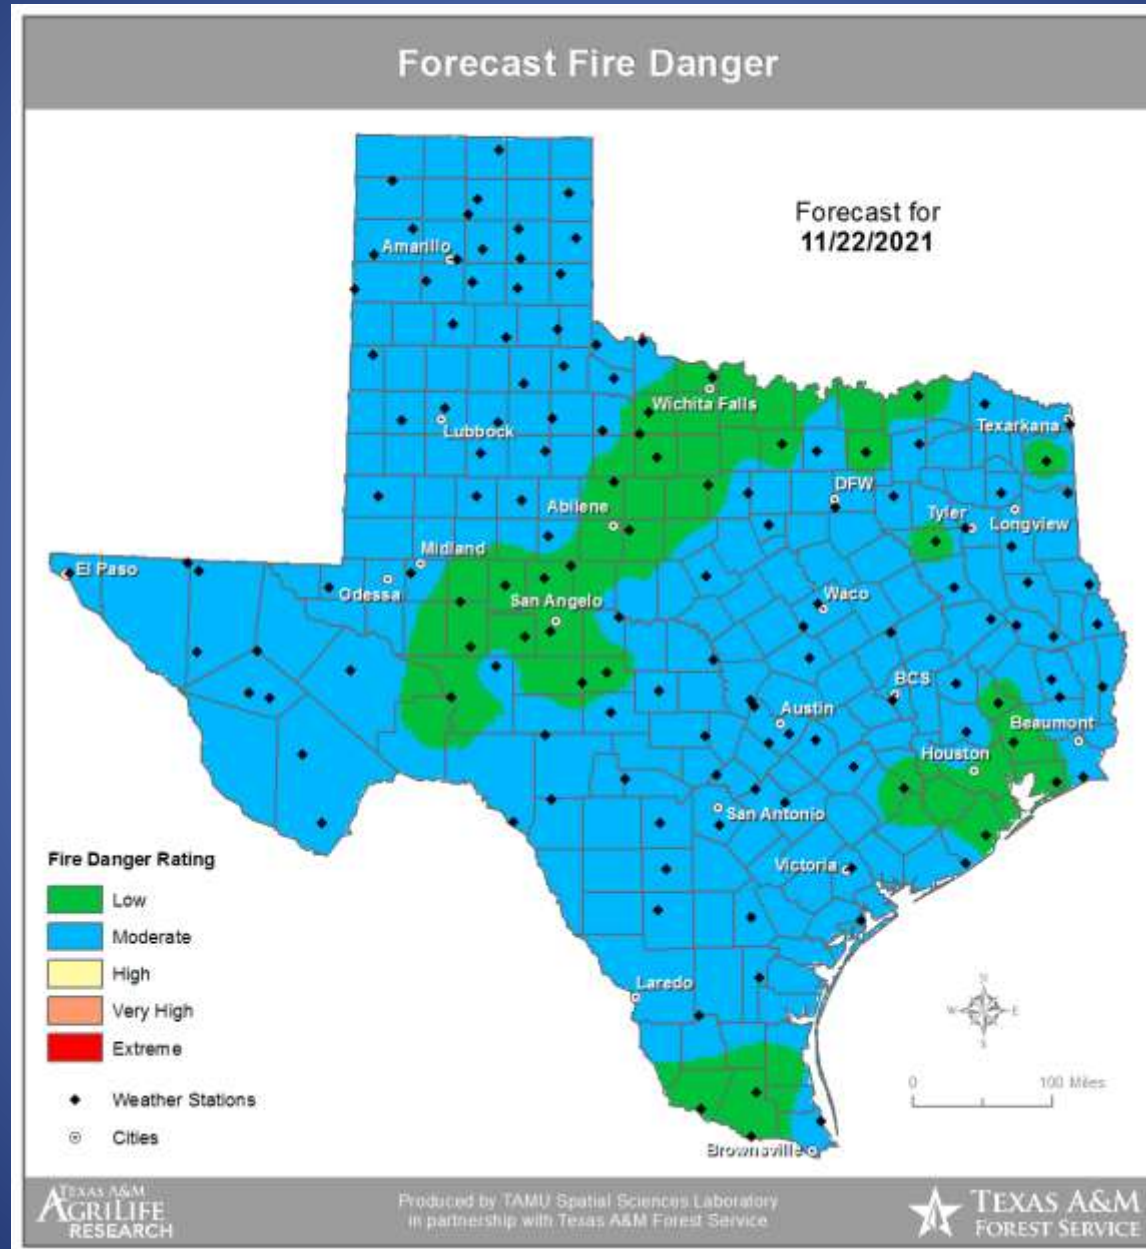 Forecast Fire Danger
Forecast for
11/22/2021
Amarillo
Wichita Falls
Lubbock
Texarkana
DFW
Abilene
Tyler
Longview
Midland
El Paso
Odessa
San Angelo
Waco
BCS
Austin
Beaumont
Houston
San Antonio
Victoria
Laredo
Brownsville
Fire Danger Rating
Low
Moderate
High
Very High
Extreme
Weather Stations
Cities
N
W
E
S
0
100 Miles
TEXAS A&M
AGRILIFE
RESEARCH
Produced by TAMU Spatial Sciences Laboratory
in partnership with Texas A&M Forest Service
TEXAS A&M
FOREST SERVICE